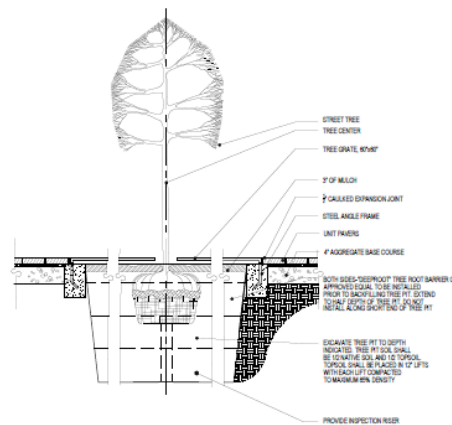 STREET TREE
TREE CENTER
TREE GRATE, 60"x60"
3" OF MULCH
½" CAULKED EXPANSION JOINT
STEEL ANGLE FRAME
UNIT PAVERS
4" AGGREGATE BASE COURSE
BOTH SIDES-"DEEPROOT" TREE ROOT BARRIER O
APPROVED EQUAL TO BE INSTALLED
PRIOR TO BACKFILLING TREE PIT. EXTEND
TO HALF DEPTH OF TREE PIT. DO NOT
INSTALL ALONG SHORT END OF TREE PIT
EXCAVATE TREE PIT TO DEPTH
INDICATED. TREE PIT SOIL SHALL
BE 1/2 NATIVE SOIL AND 1/2 TOPSOIL.
TOPSOIL SHALL BE PLACED IN 12" LIFTS
WITH EACH LIFT COMPACTED
TO MAXIMUM 85% DENSITY
PROVIDE INSPECTION RISER